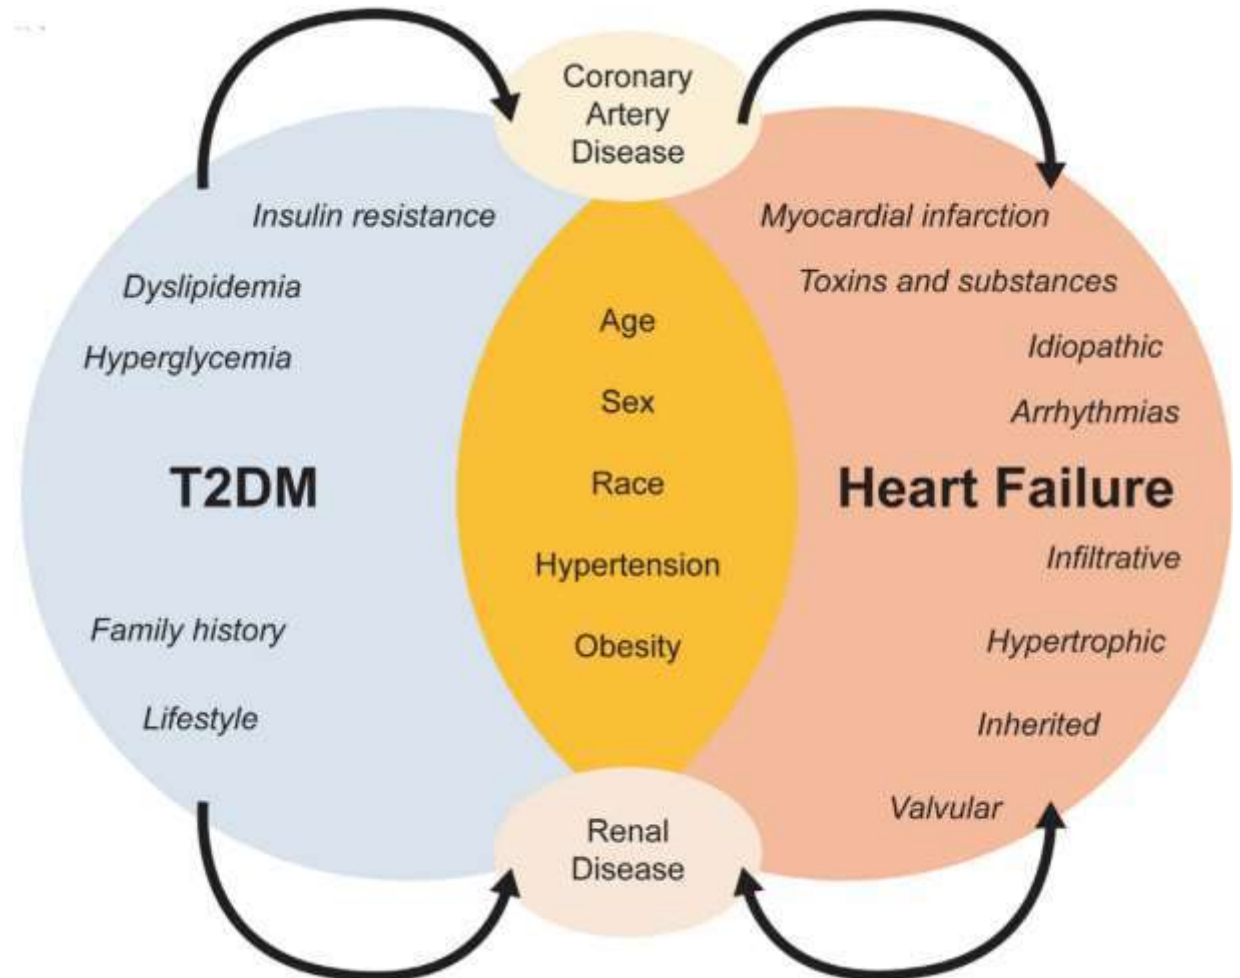 Coronary
Artery
Disease
Insulin resistance
Dyslipidemia
Hyperglycemia
T2DM
Family history
Lifestyle
Age
Sex
Race
Hypertension
Obesity
Myocardial infarction
Toxins and substances
Idiopathic
Arrhythmias
Heart Failure
Infiltrative
Hypertrophic
Inherited
Valvular
Renal
Disease